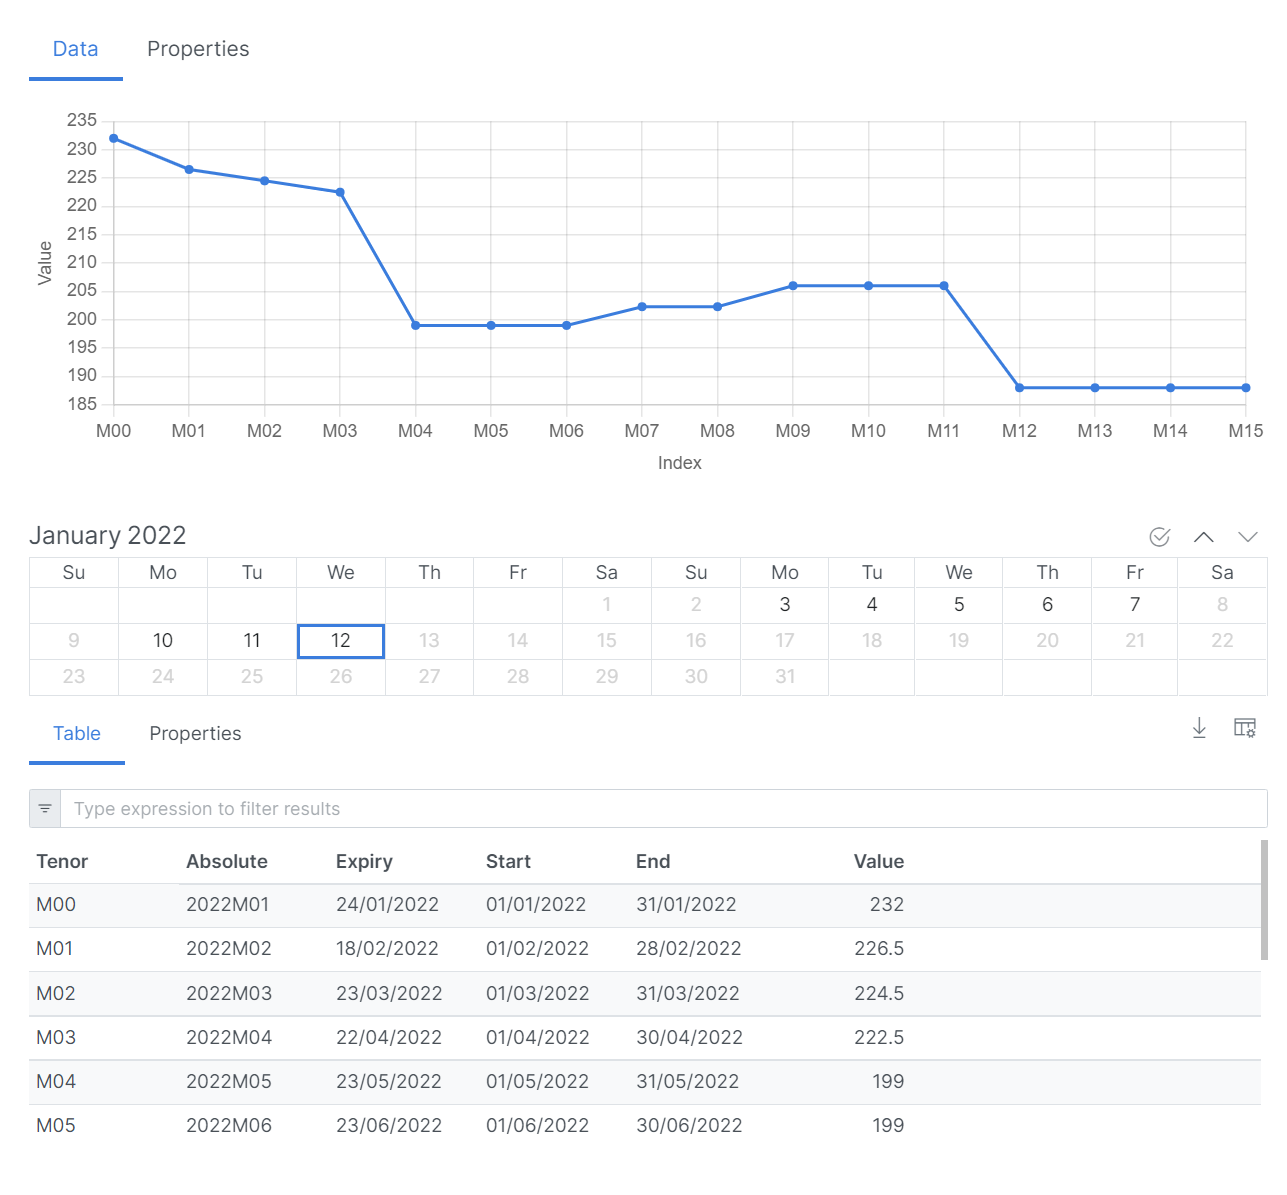 Data Properties
235
230
225
220
215
210
205
200
195
190
185
Value
M00 M01 M02 M03 M04 M05 M06 M07 M08 M09 M10 M11 M12 M13 M14 M15
Index
January 2022
Su Mo Tu We Th Fr Sa Su Mo Tu We Th Fr Sa
1 2 3 4 5 6 7 8
9 10 11 12 13 14 15 16 17 18 19 20 21 22
23 24 25 26 27 28 29 30 31
Table Properties
Type expression to filter results
Tenor Absolute Expiry Start End Value
M00 2022M01 24/01/2022 01/01/2022 31/01/2022 232
M01 2022M02 18/02/2022 01/02/2022 28/02/2022 226.5
M02 2022M03 23/03/2022 01/03/2022 31/03/2022 224.5
M03 2022M04 22/04/2022 01/04/2022 30/04/2022 222.5
M04 2022M05 23/05/2022 01/05/2022 31/05/2022 199
M05 2022M06 23/06/2022 01/06/2022 30/06/2022 199